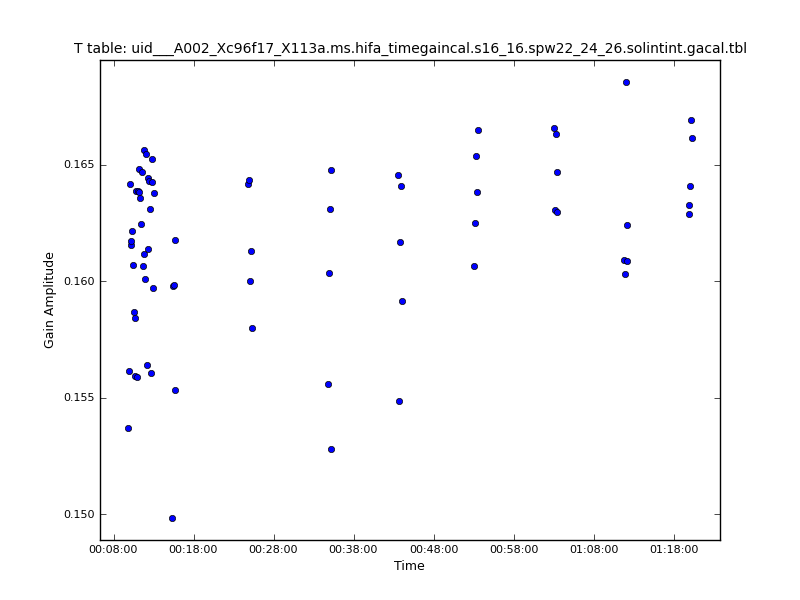 T table: uid___A002_Xc96f17_X113a.ms.hifa_timegaincal.s16_16.spw22_24_26.solintint.gacal.tbl
0.165
0.160
Gain Amplitude
0.155
0.150
00:08:00 00:18:00 00:28:00 00:38:00 00:48:00 00:58:00 01:08:00 01:18:00
Time